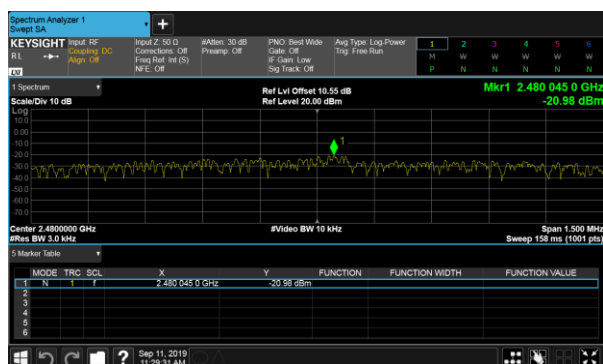 Spectrum Analyzer 1
Swept SA
+
KEYSIGHT Input: RF Input Z: 50 Ω #Atten: 30 dB PNO: Best Wide Avg Type: Log-Power 1 2 3 4 5 6
RL Coupling: DC Corrections: Off Preamp: Off Gate: Off Trig: Free Run M W W W W W
Align: Off Freq Ref: Int (S) IF Gain: Low P N N N N N
NFE: Off Sig Track: Off
LXI
1 Spectrum Ref Lvl Offset 10.55 dB Mkr1 2.480 045 0 GHz
Scale/Div 10 dB Ref Level 20.00 dBm -20.98 dBm
Log
10.0
0.00
-10.0
-20.0
-30.0
-40.0
-50.0
-60.0
-70.0
1
Center 2.4800000 GHz #Video BW 10 kHz Span 1.500 MHz
#Res BW 3.0 kHz Sweep 158 ms (1001 pts)
5 Marker Table
MODE TRC SCL X Y FUNCTION FUNCTION WIDTH FUNCTION VALUE
1 N 1 f 2.480 045 0 GHz -20.98 dBm
2
3
4
5
6
? Sep 11, 2019
11:29:31 AM